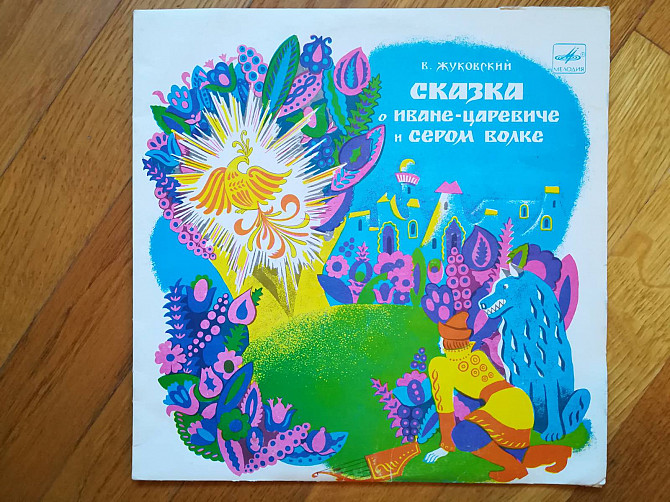 МЕЛОДИЯ
В. ЖУКОВСКИЙ
СКАЗКА
О ИВАНЕ-ЦАРЕВИЧЕ
И СЕРОМ ВОЛКЕ